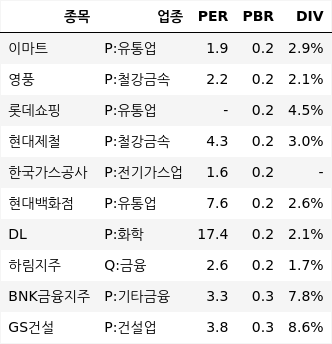 종목 업종 PER PBR DIV
이마트 P:유통업 1.9 0.2 2.9%
영풍 P:철강금속 2.2 0.2 2.1%
롯데쇼핑 P:유통업 - 0.2 4.5%
현대제철 P:철강금속 4.3 0.2 3.0%
한국가스공사 P:전기가스업 1.6 0.2 -
현대백화점 P:유통업 7.6 0.2 2.6%
DL P:화학 17.4 0.2 2.1%
하림지주 Q:금융 2.6 0.2 1.7%
BNK금융지주 P:기타금융 3.3 0.3 7.8%
GS건설 P:건설업 3.8 0.3 8.6%